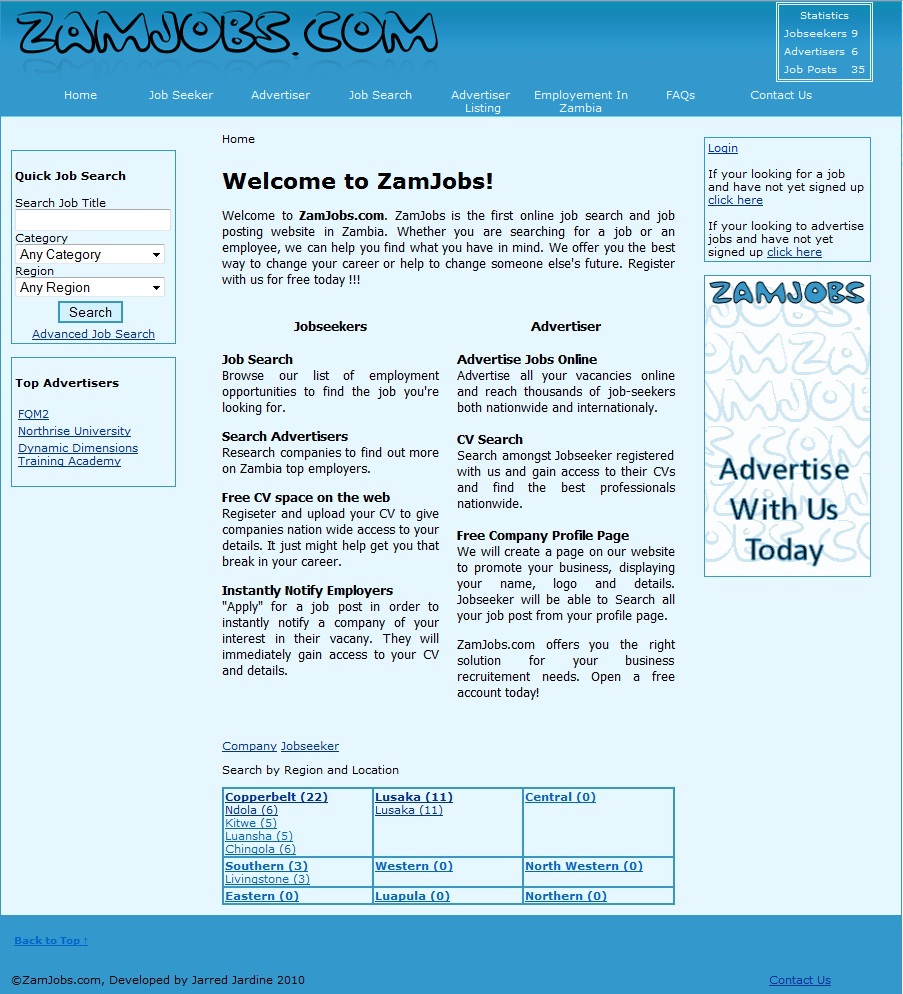 ZAMJOBS.COM
Statistics
Jobseekers 9
Advertisers 6
Job Posts 35
Home
Job Seeker
Advertiser
Job Search
Advertiser
Listing
Employement In
Zambia
FAQs
Contact Us
Quick Job Search
Search Job Title
Category
Any Category
Region
Any Region
Search
Advanced Job Search
Top Advertisers
FQM2
Northrise University
Dynamic Dimensions
Training Academy
Home
Welcome to ZamJobs!
Welcome to ZamJobs.com. ZamJobs is the first online job search and job
posting website in Zambia. Whether you are searching for a job or an
employee, we can help you find what you have in mind. We offer you the best
way to change your career or help to change someone else's future. Register
with us for free today !!!
Jobseekers
Job Search
Browse our list of employment
opportunities to find the job you're
looking for.
Search Advertisers
Research companies to find out more
on Zambia top employers.
Free CV space on the web
Regiseter and upload your CV to give
companies nation wide access to your
details. It just might help get you that
break in your career.
Instantly Notify Employers
"Apply" for a job post in order to
instantly notify a company of your
interest in their vacany. They will
immediately gain access to your CV
and details.
Advertiser
Advertise Jobs Online
Advertise all your vacancies online
and reach thousands of job-seekers
both nationwide and internationaly.
CV Search
Search amongst Jobseeker registered
with us and gain access to their CVs
and find the best professionals
nationwide.
Free Company Profile Page
We will create a page on our website
to promote your business, displaying
your name, logo and details.
Jobseeker will be able to Search all
your job post from your profile page.
ZamJobs.com offers you the right
solution for your business
recruitement needs. Open a free
account today!
Company Jobseeker
Search by Region and Location
Copperbelt (22)
Ndola (6)
Kitwe (5)
Luansha (5)
Chingola (6)
Lusaka (11)
Lusaka (11)
Central (0)
Southern (3)
Livingstone (3)
Western (0)
North Western (0)
Eastern (0)
Luapula (0)
Northern (0)
Login
If your looking for a job
and have not yet signed up
click here
If your looking to advertise
jobs and have not yet
signed up click here
ZAMJOBS
Advertise
With Us
Today
Back to Top ↑
©ZamJobs.com, Developed by Jarred Jardine 2010
Contact Us